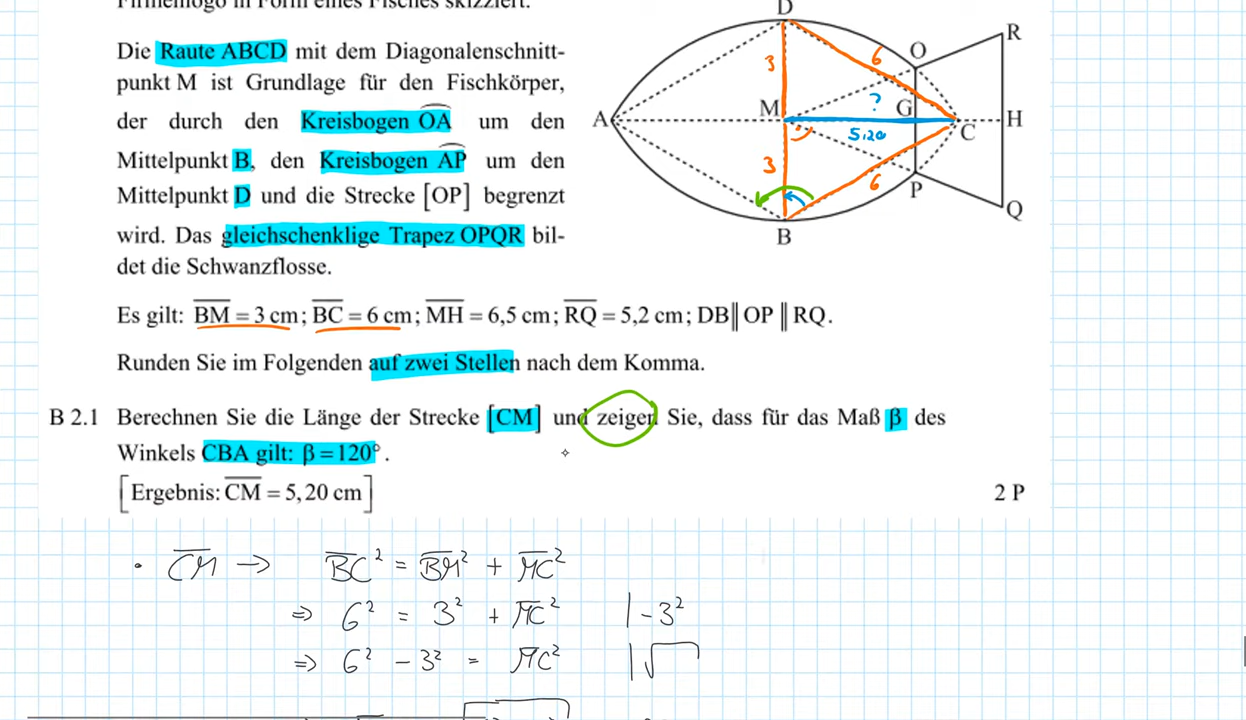 Firmenlogo in Form eines Fisches skizziert.
Die Raute ABCD mit dem Diagonalenschnitt-
punkt M ist Grundlage für den Fischkörper,
der durch den Kreisbogen OA um den
Mittelpunkt B, den Kreisbogen AP um den
Mittelpunkt D und die Strecke [OP] begrenzt
wird. Das gleichschenklige Trapez OPQR bil-
det die Schwanzflosse.
D
R
O
3
6
?
A
M
G
H
C
5,20
3
6
P
Q
B
Es gilt: BM = 3 cm; BC = 6 cm; MH = 6,5 cm; RQ = 5,2 cm; DB || OP || RQ.
Runden Sie im Folgenden auf zwei Stellen nach dem Komma.
B 2.1 Berechnen Sie die Länge der Strecke [CM] und zeigen Sie, dass für das Maß β des
Winkels CBA gilt: β = 120°.
[Ergebnis: CM = 5,20 cm] 2 P
• CM → BC² = BM² + MC²
⇒ 6² = 3² + MC² | - 3²
⇒ 6² - 3² = MC² | √